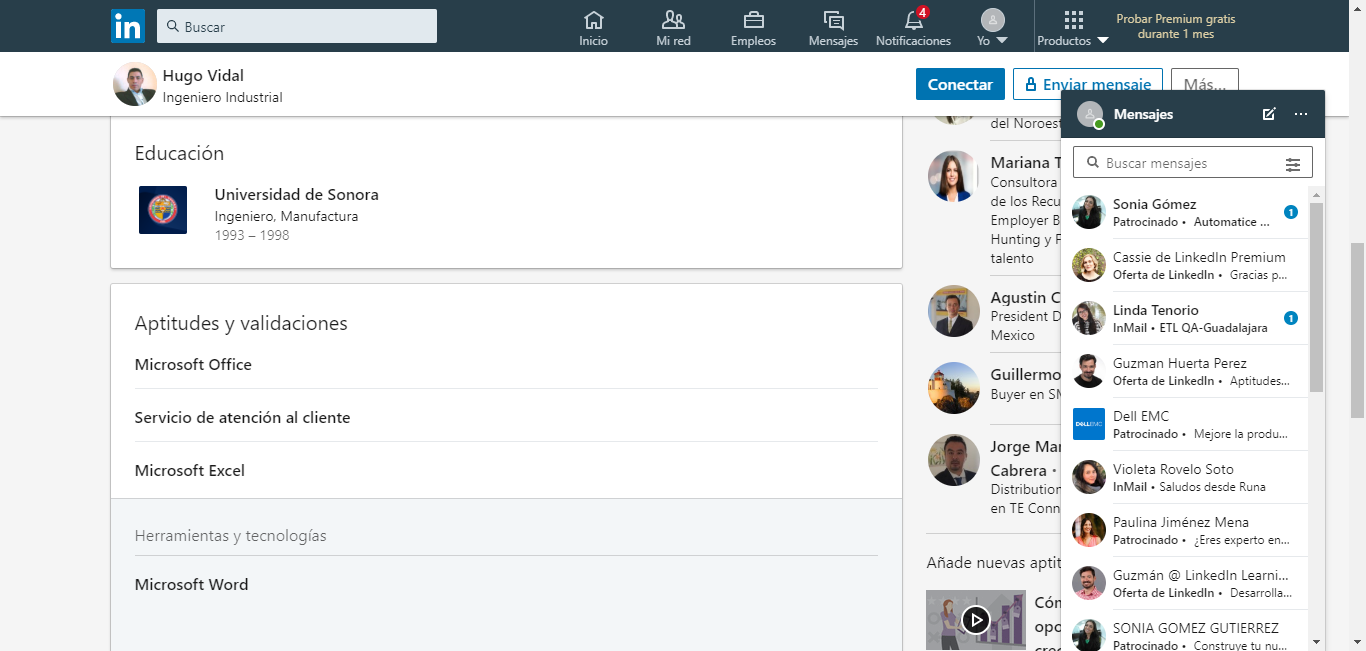 in
Buscar
Inicio
Mi red
Empleos
Mensajes
4
Notificaciones
Yo
Productos
Probar Premium gratis
durante 1 mes
Hugo Vidal
Ingeniero Industrial
Conectar
Enviar mensaje
Más...
Educación
Universidad de Sonora
Ingeniero, Manufactura
1993 – 1998
Aptitudes y validaciones
Microsoft Office
Servicio de atención al cliente
Microsoft Excel
Herramientas y tecnologías
Microsoft Word
del Noroest
Mariana T
Consultora
de los Recu
Employer B
Hunting y F
talento
Agustin C
President D
Mexico
Guillermo
Buyer en SM
Jorge Mar
Cabrera •
Distribution
en TE Conn
Añade nuevas aptit
Cóm
opo
crec
Mensajes
...
Buscar mensajes
Sonia Gómez
Patrocinado • Automatice ...
1
Cassie de LinkedIn Premium
Oferta de LinkedIn • Gracias p...
Linda Tenorio
InMail • ETL QA-Guadalajara
1
Guzman Huerta Perez
Oferta de LinkedIn • Aptitudes...
DELLEMC
Dell EMC
Patrocinado • Mejore la produ...
Violeta Rovelo Soto
InMail • Saludos desde Runa
Paulina Jiménez Mena
Patrocinado • ¿Eres experto en...
Guzmán @ LinkedIn Learni...
Oferta de LinkedIn • Desarrolla...
SONIA GOMEZ GUTIERREZ
Patrocinado • Construye tu nu...